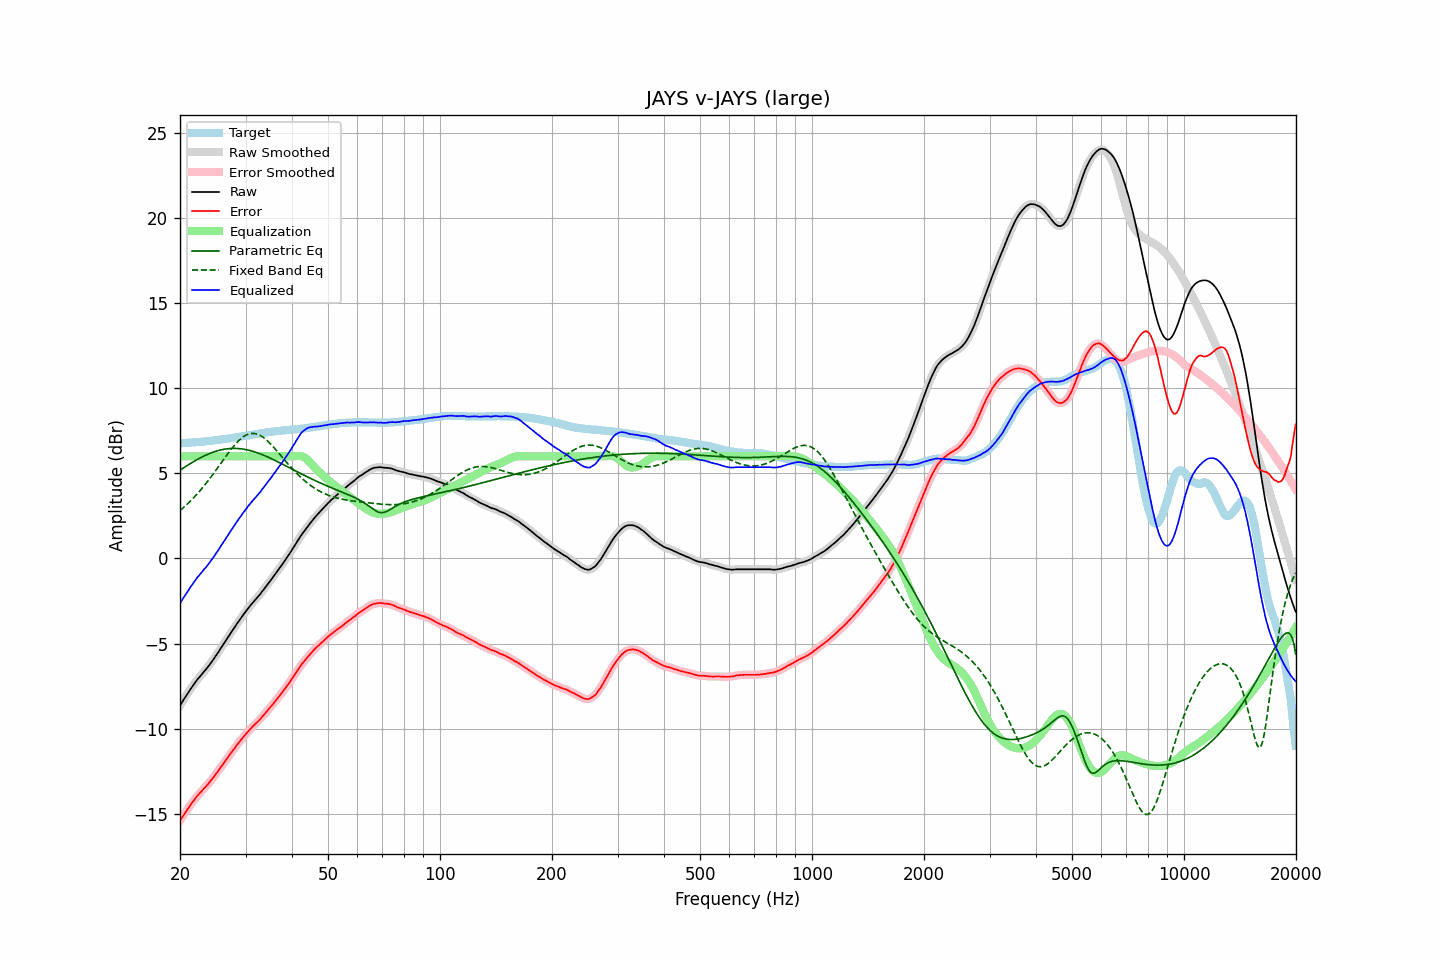 JAYS v-JAYS (large)
Target
Raw Smoothed
Error Smoothed
Raw
Error
Equalization
Parametric Eq
Fixed Band Eq
Equalized
25
20
15
10
5
0
−5
−10
−15
Amplitude (dBr)
20
50
100
200
500
1000
2000
5000
10000
20000
Frequency (Hz)